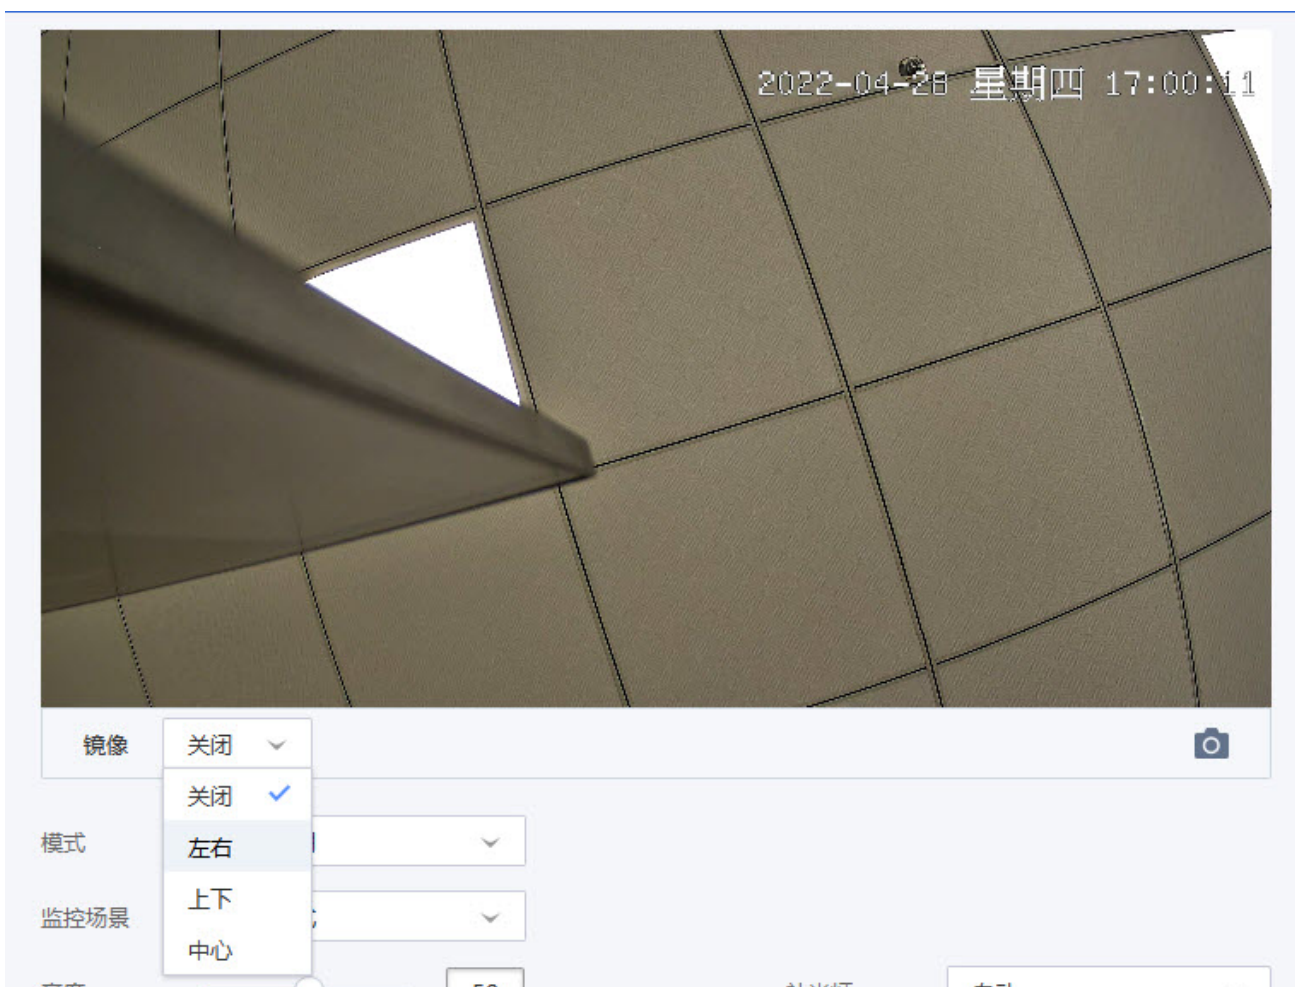 2022-04-28 星期四 17:00:11
镜像 关闭
关闭
左右
模式
上下
监控场景
中心